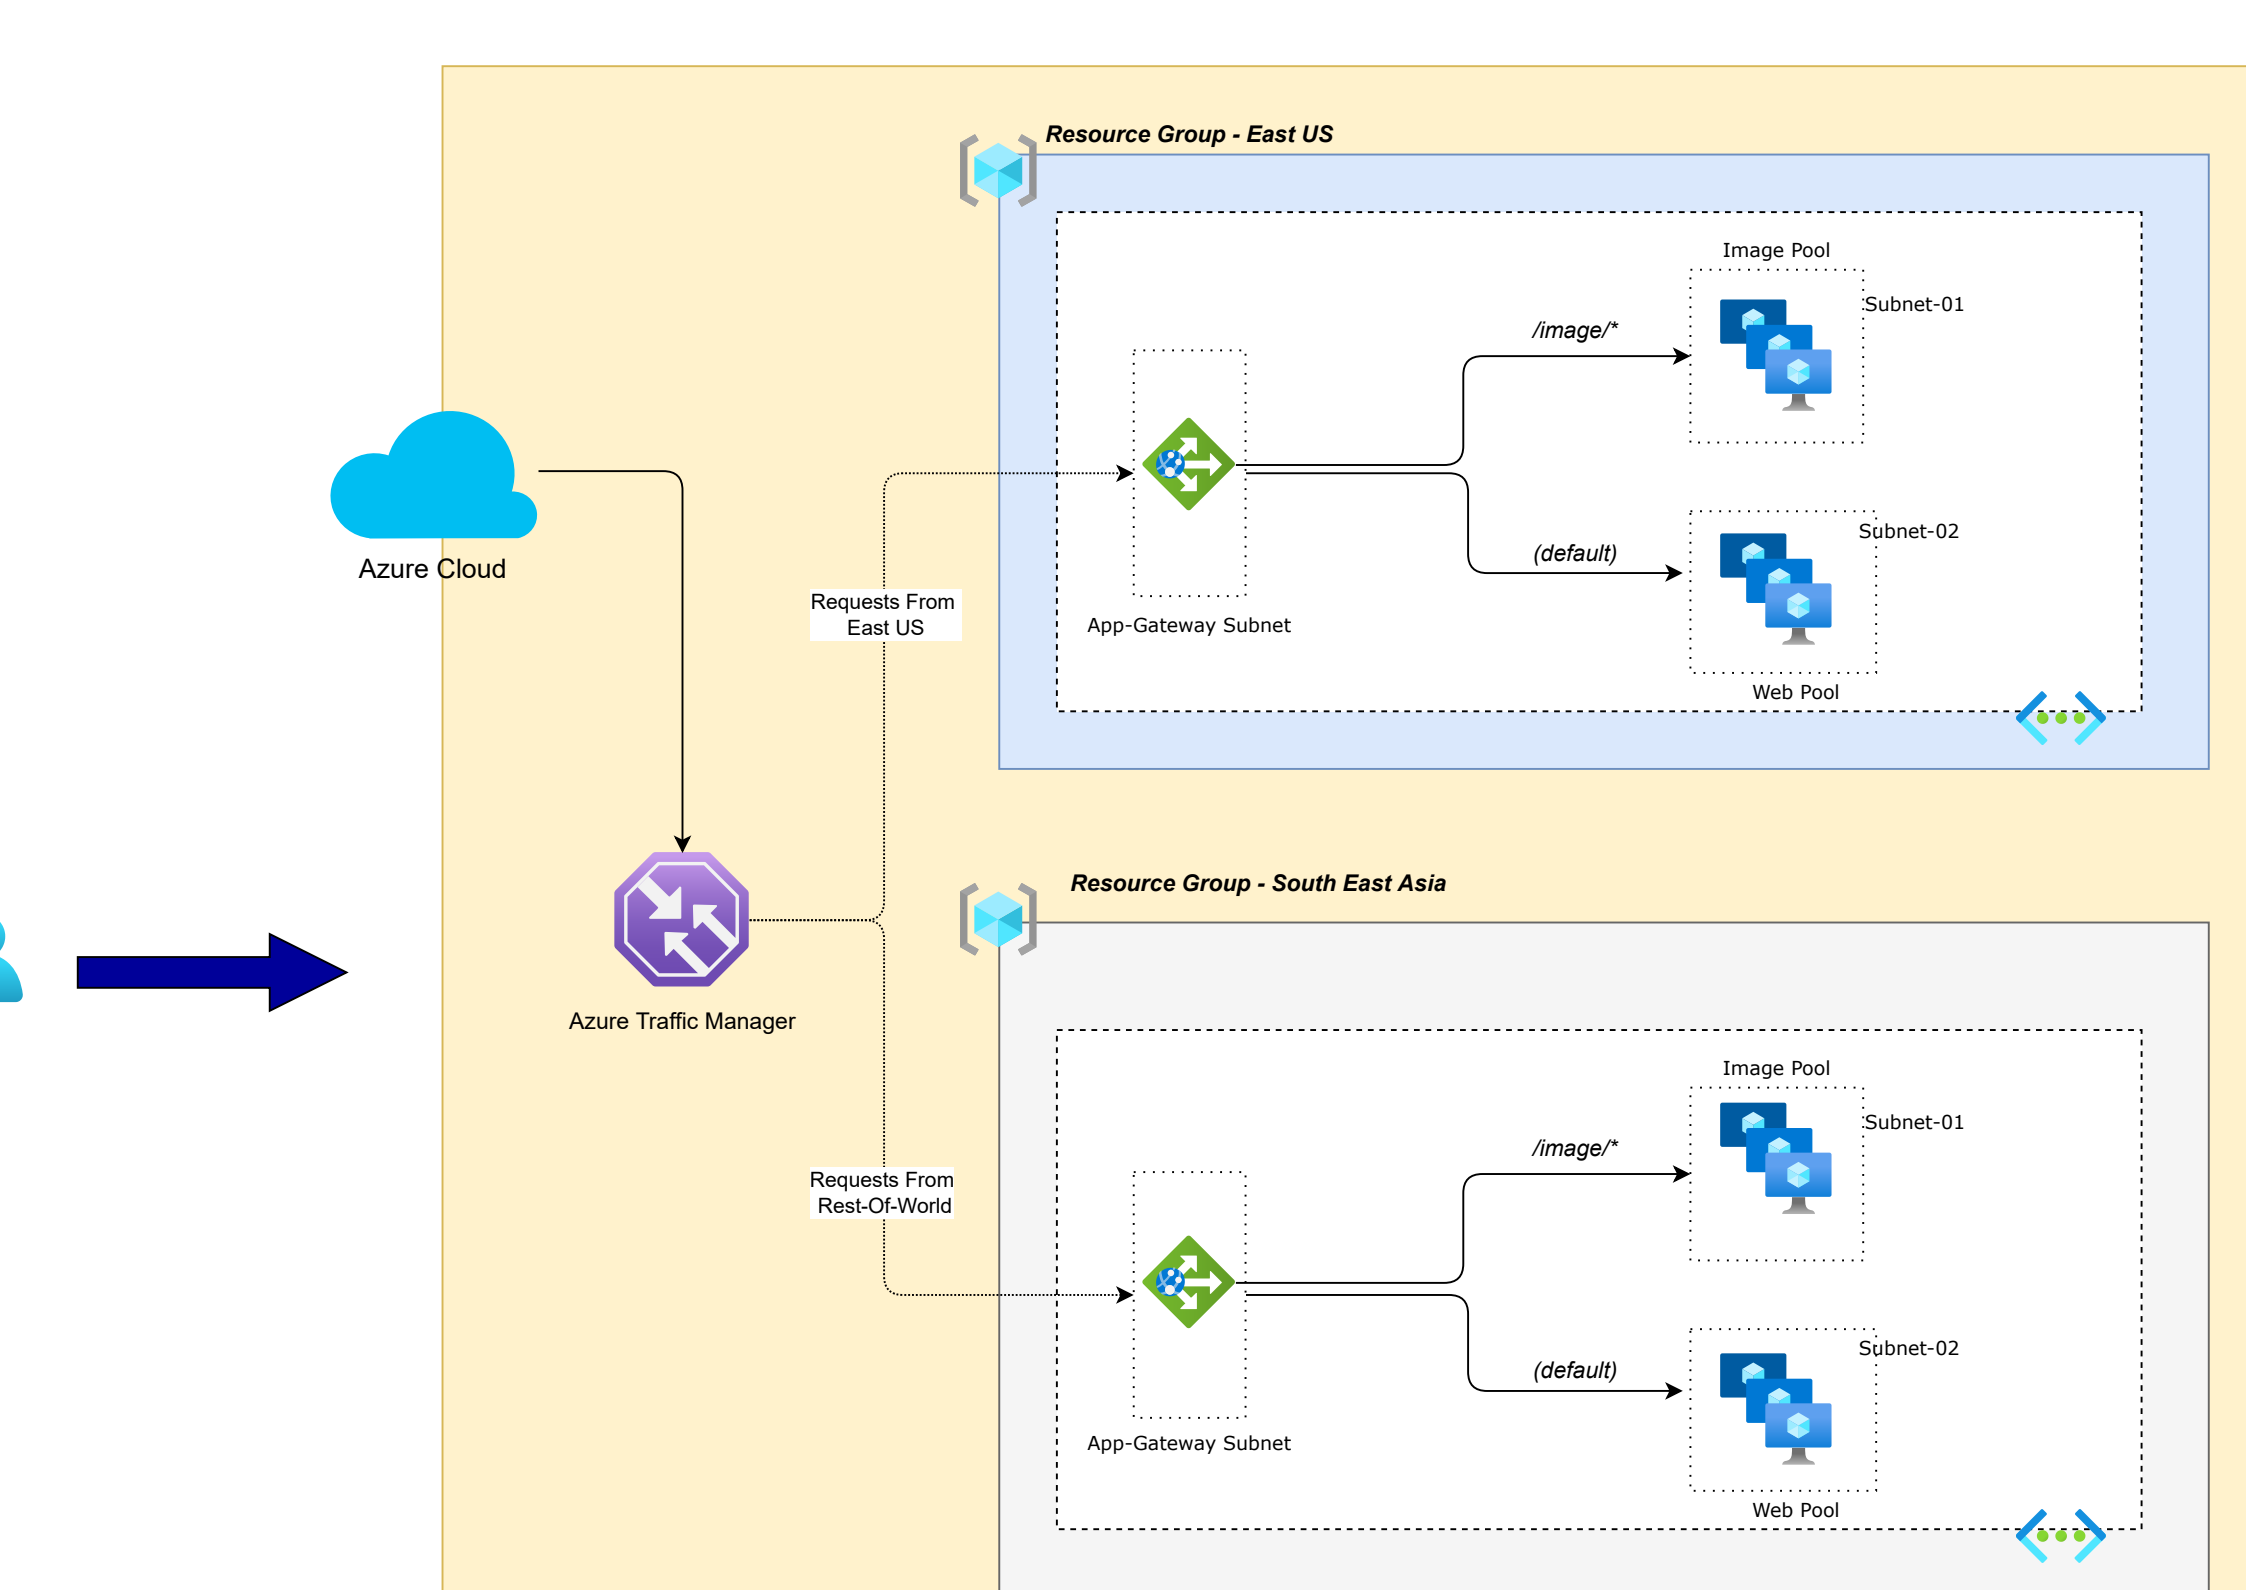 Resource Group - East US
Image Pool
Subnet-01
/image/*
(default)
Subnet-02
App-Gateway Subnet
Web Pool
Azure Cloud
Requests From
East US
Azure Traffic Manager
Resource Group - South East Asia
Image Pool
Subnet-01
/image/*
Requests From
Rest-Of-World
(default)
Subnet-02
App-Gateway Subnet
Web Pool